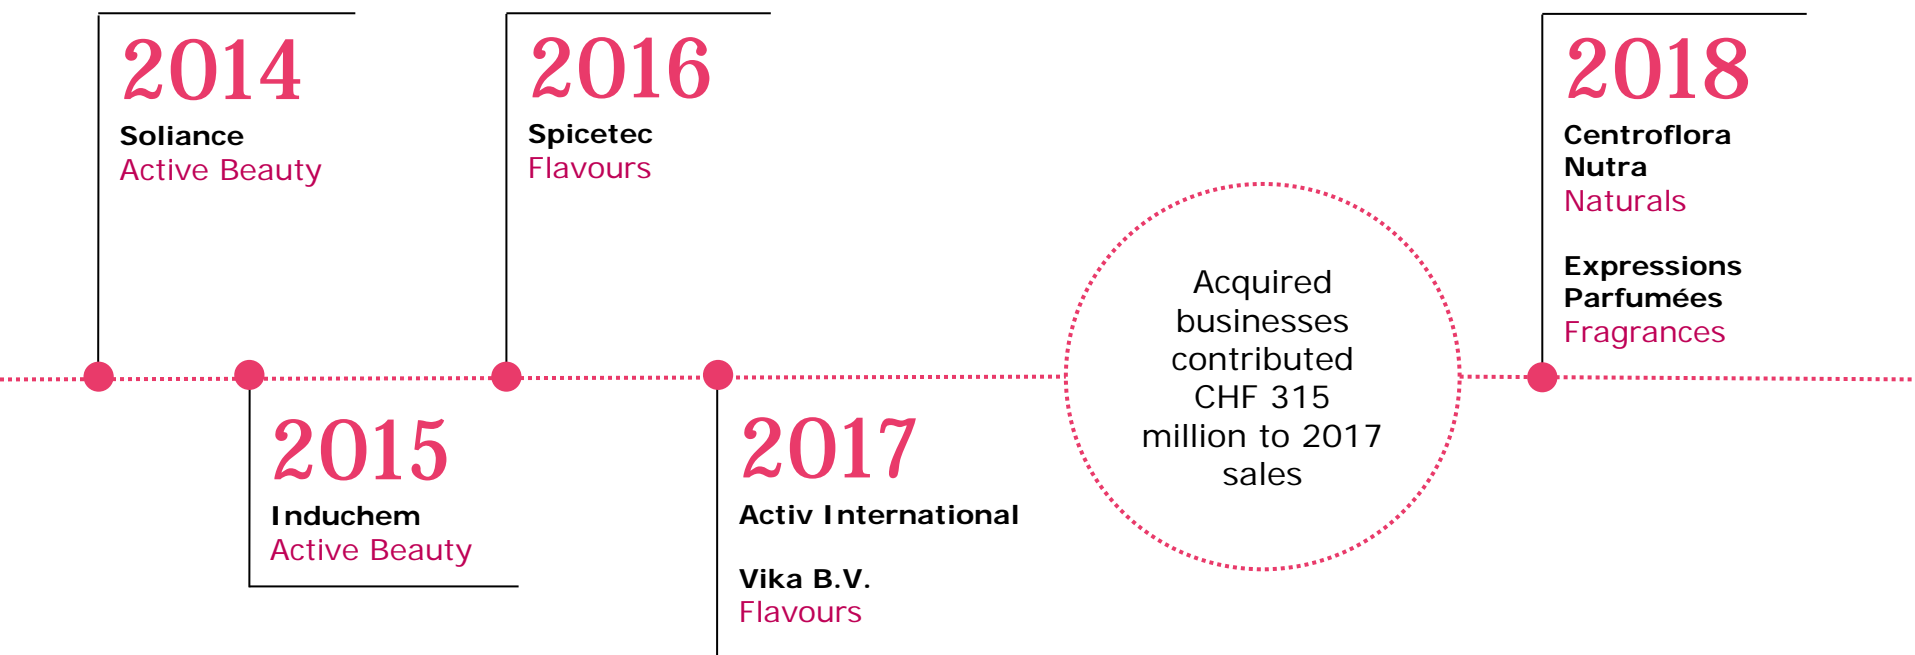 2014
Soliance
Active Beauty
2015
Induchem
Active Beauty
2016
Spicetec
Flavours
2017
Activ International
Vika B.V.
Flavours
Acquired
businesses
contributed
CHF 315
million to 2017
sales
2018
Centroflora
Nutra
Naturals
Expressions
Parfumées
Fragrances